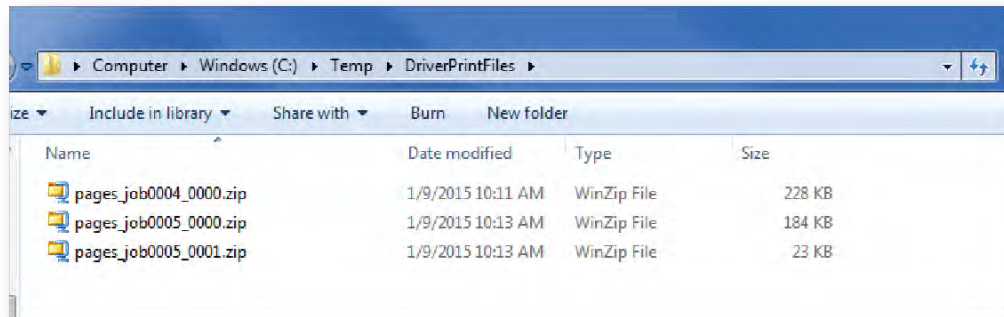 Computer Windows (C:) Temp DriverPrintFiles
ize Include in library Share with Burn New folder
Name Date modified Type Size
pages_job0004_0000.zip 1/9/2015 10:11 AM WinZip File 228 KB
pages_job0005_0000.zip 1/9/2015 10:13 AM WinZip File 184 KB
pages_job0005_0001.zip 1/9/2015 10:13 AM WinZip File 23 KB